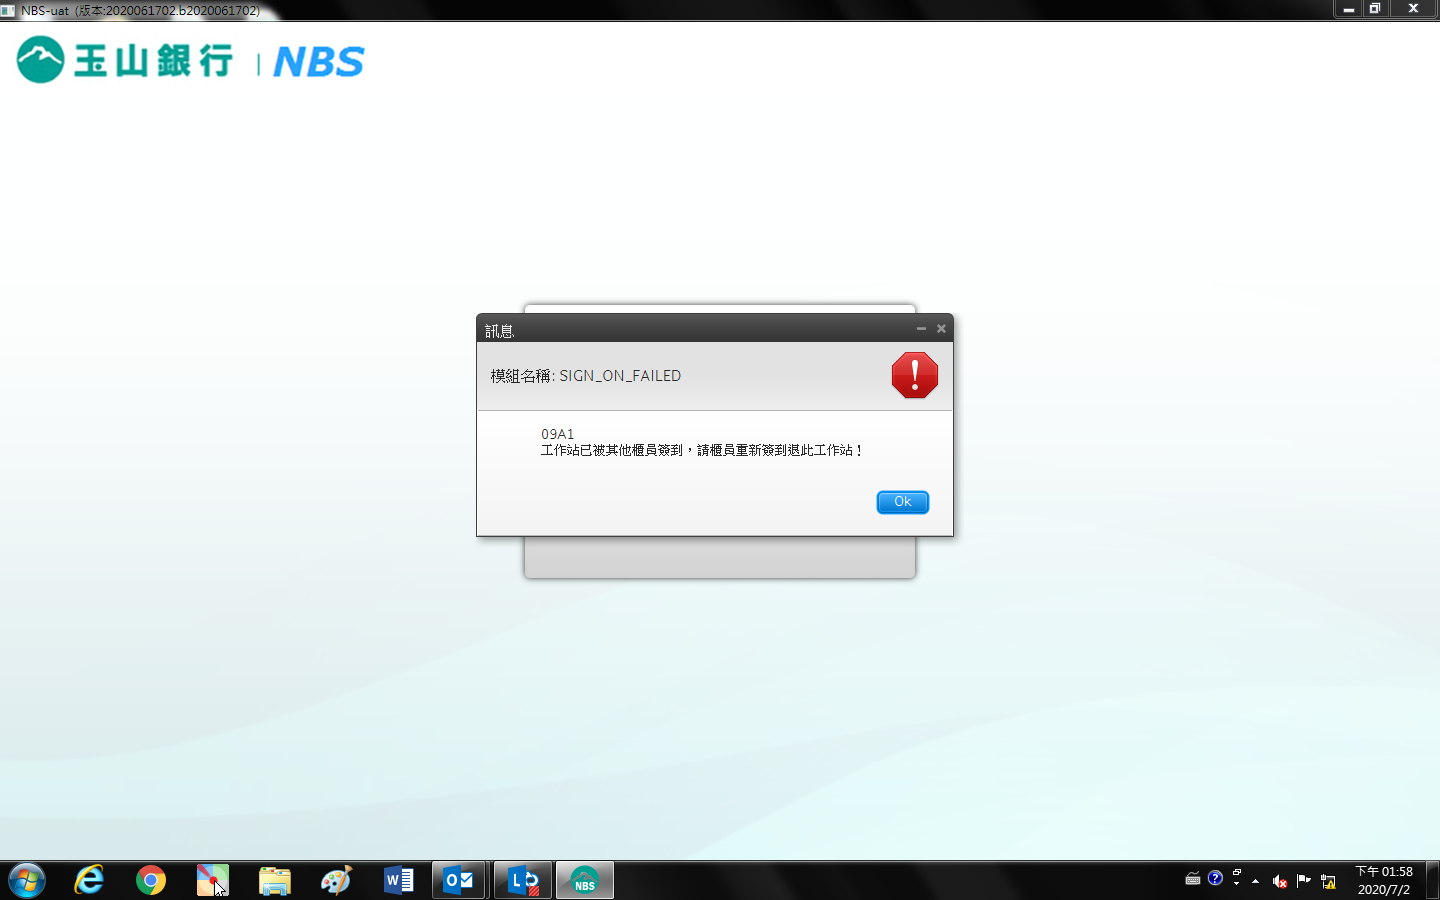 NBS-uat (版本:2020061702.b2020061702)
玉山銀行 | NBS
訊息
模組名稱: SIGN_ON_FAILED
09A1
工作站已被其他櫃員簽到，請櫃員重新簽到退此工作站！
Ok
NBS
下午 01:58
2020/7/2